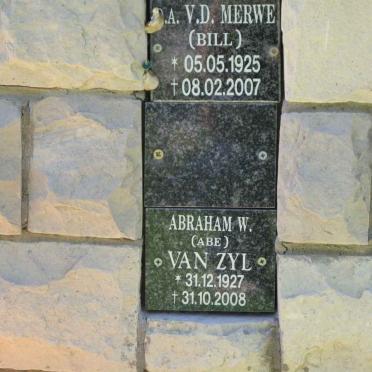 A. V.D. MERWE
(BILL)
* 05.05.1925
† 08.02.2007
ABRAHAM W.
(ABE)
VAN ZYL
* 31.12.1927
† 31.10.2008